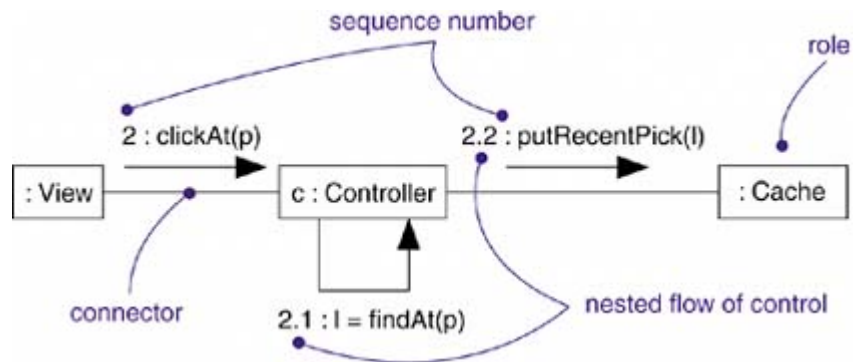 sequence number
role
2 : clickAt(p)
2.2 : putRecentPick(l)
: View
c : Controller
: Cache
connector
2.1 : l = findAt(p)
nested flow of control